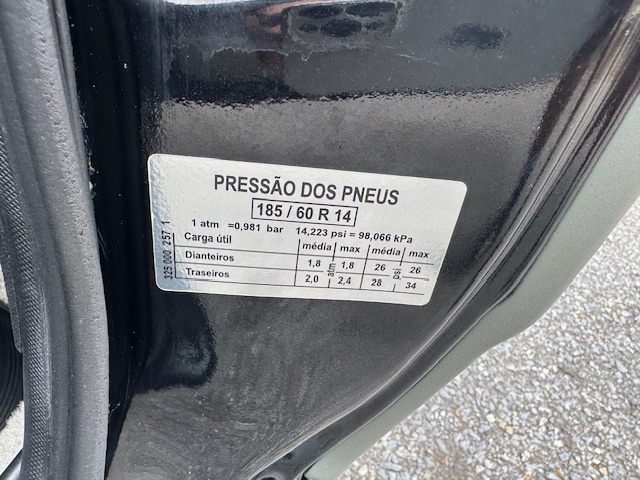 PRESSÃO DOS PNEUS
185 / 60 R 14
1 atm =0,981 bar 14,223 psi = 98,066 kPa
Carga útil média max média max
Dianteiros 1,8 atm 1,8 26 psi 26
Traseiros 2,0 2,4 28 34
325 000 257 1